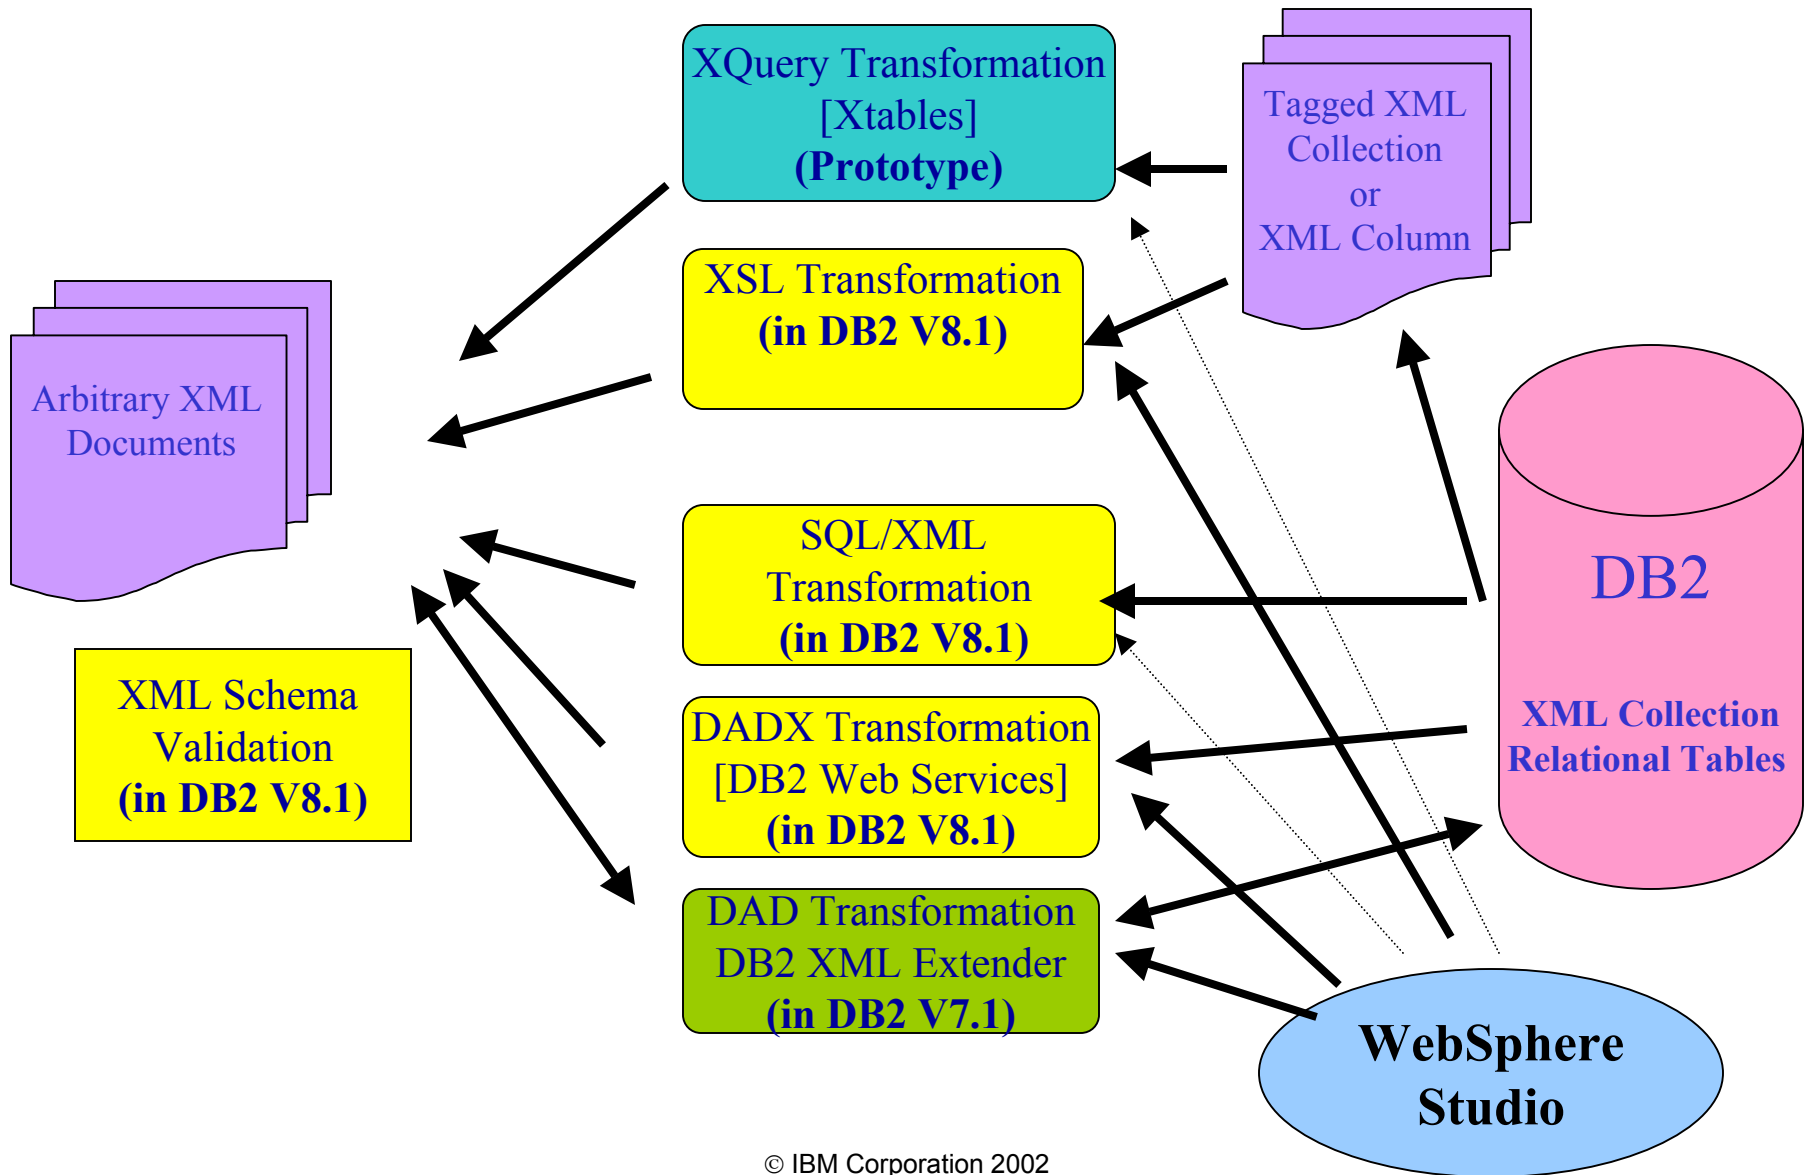 XQuery Transformation
[Xtables]
(Prototype)
Tagged XML
Collection
or
XML Column
XSL Transformation
(in DB2 V8.1)
Arbitrary XML
Documents
SQL/XML
Transformation
(in DB2 V8.1)
DB2
XML Collection
Relational Tables
XML Schema
Validation
(in DB2 V8.1)
DADX Transformation
[DB2 Web Services]
(in DB2 V8.1)
DAD Transformation
DB2 XML Extender
(in DB2 V7.1)
WebSphere
Studio
© IBM Corporation 2002